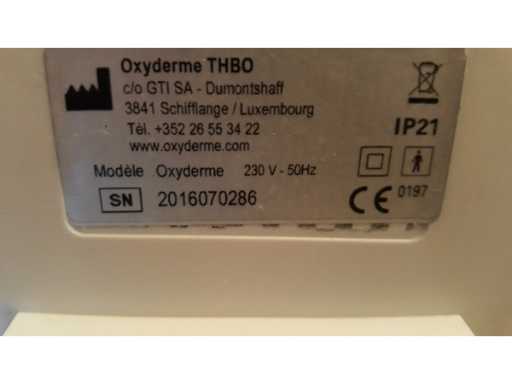 Oxyderme THBO
c/o GTI SA - Dumontshaff
3841 Schifflange / Luxembourg
Tèl. +352 26 55 34 22
www.oxyderme.com
IP21
Modèle Oxyderme 230 V - 50Hz
SN 2016070286
CE 0197